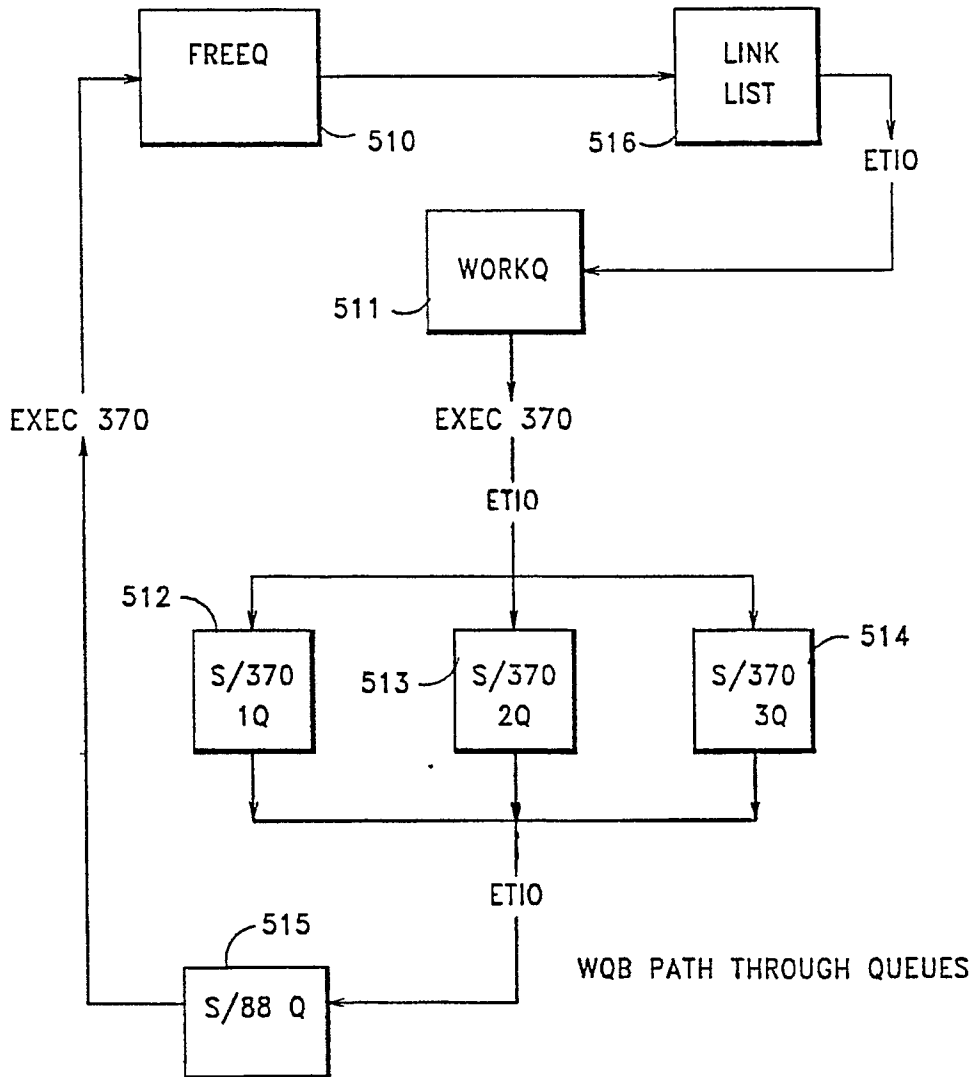 FREEQ
510
LINK
LIST
516
ETIO
WORKQ
511
EXEC 370
EXEC 370
ETIO
512
S/370
1Q
513
S/370
2Q
514
S/370
3Q
ETIO
515
S/88 Q
WQB PATH THROUGH QUEUES